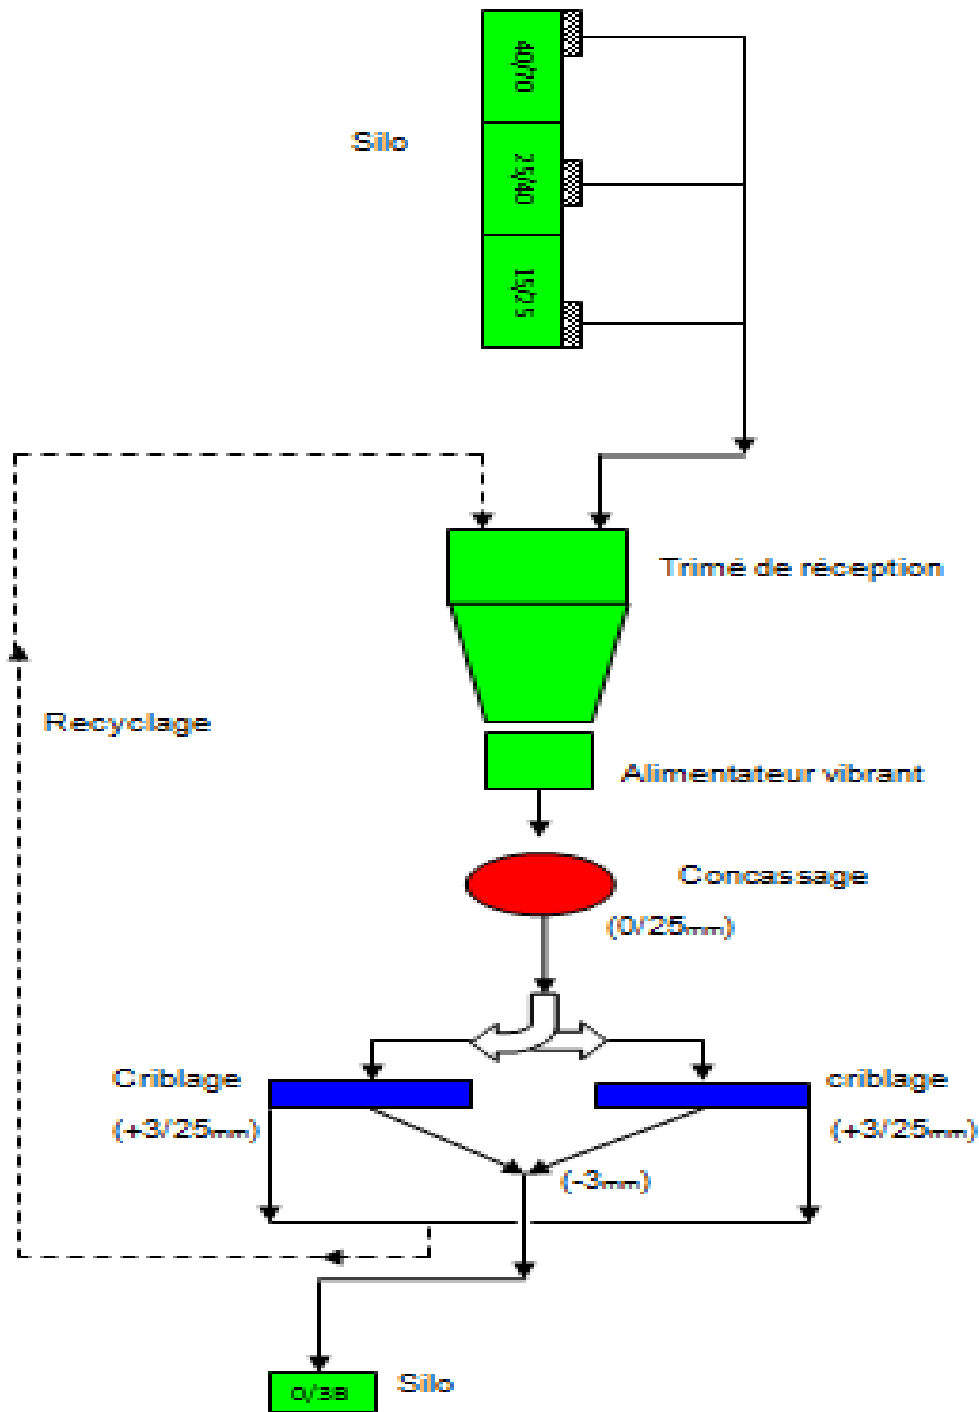 40/70
Silo
25/40
15/25
Trimé de réception
Recyclage
Alimentateur vibrant
Concassage
(0/25mm)
Criblage
criblage
(+3/25mm)
(+3/25mm)
(-3mm)
0/3B
Silo